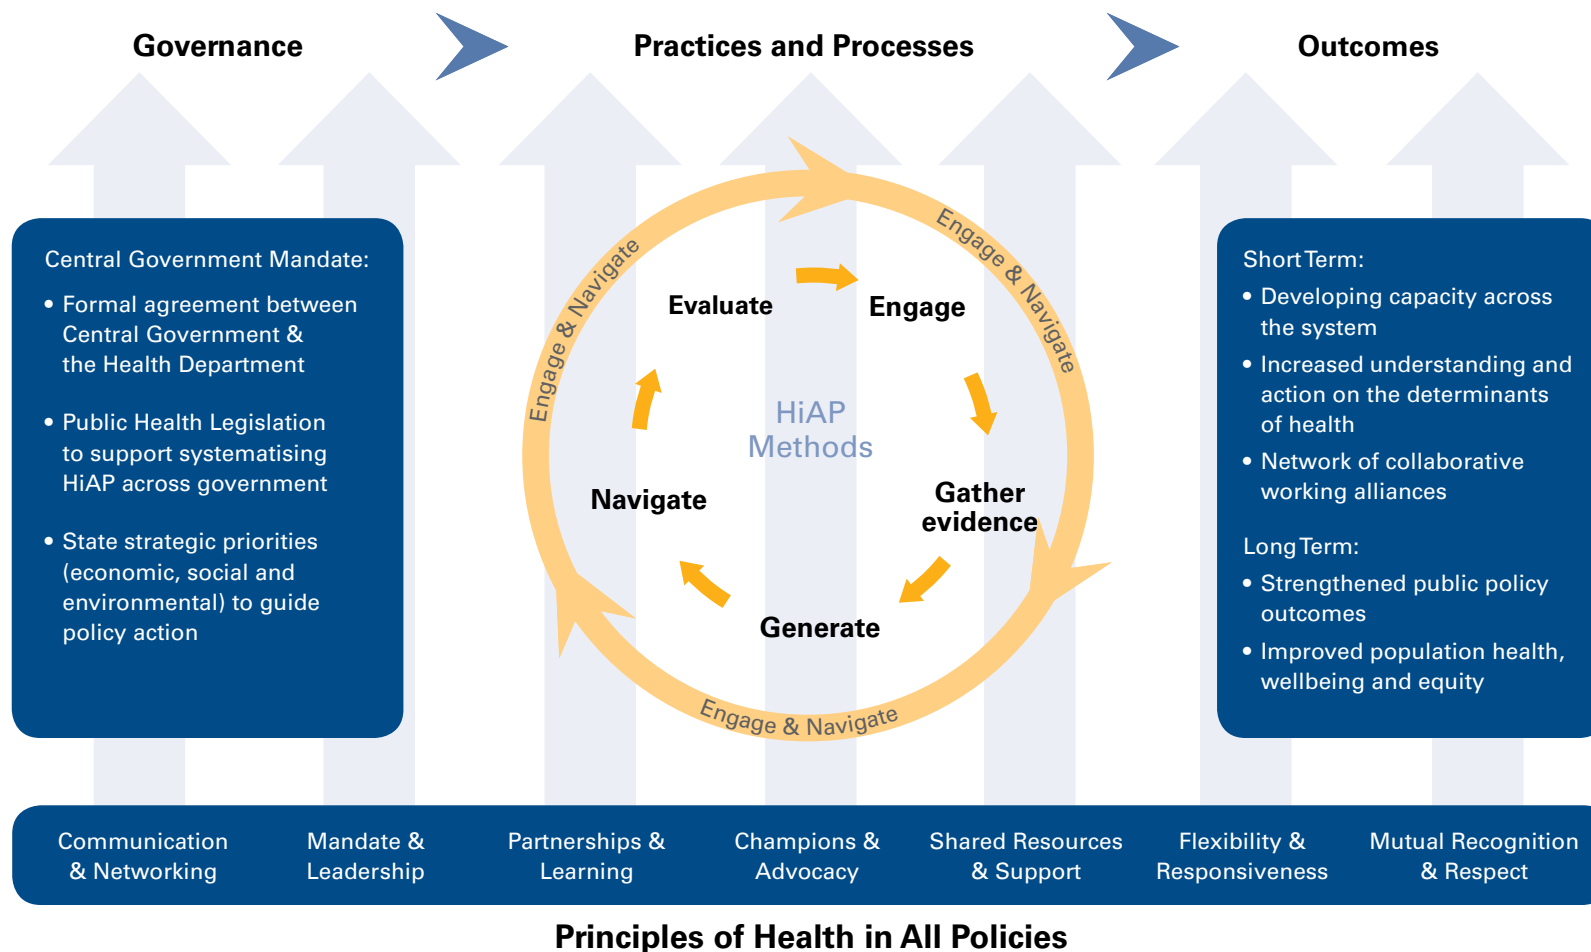 Governance
Practices and Processes
Outcomes
Central Government Mandate:
• Formal agreement between
Central Government &
the Health Department
• Public Health Legislation
to support systematising
HiAP across government
• State strategic priorities
(economic, social and
environmental) to guide
policy action
Engage & Navigate
Engage & Navigate
Engage & Navigate
Evaluate
Engage
HiAP
Methods
Navigate
Gather
evidence
Generate
Short Term:
• Developing capacity across
the system
• Increased understanding and
action on the determinants
of health
• Network of collaborative
working alliances
Long Term:
• Strengthened public policy
outcomes
• Improved population health,
wellbeing and equity
Communication
& Networking
Mandate &
Leadership
Partnerships &
Learning
Champions &
Advocacy
Shared Resources
& Support
Flexibility &
Responsiveness
Mutual Recognition
& Respect
Principles of Health in All Policies